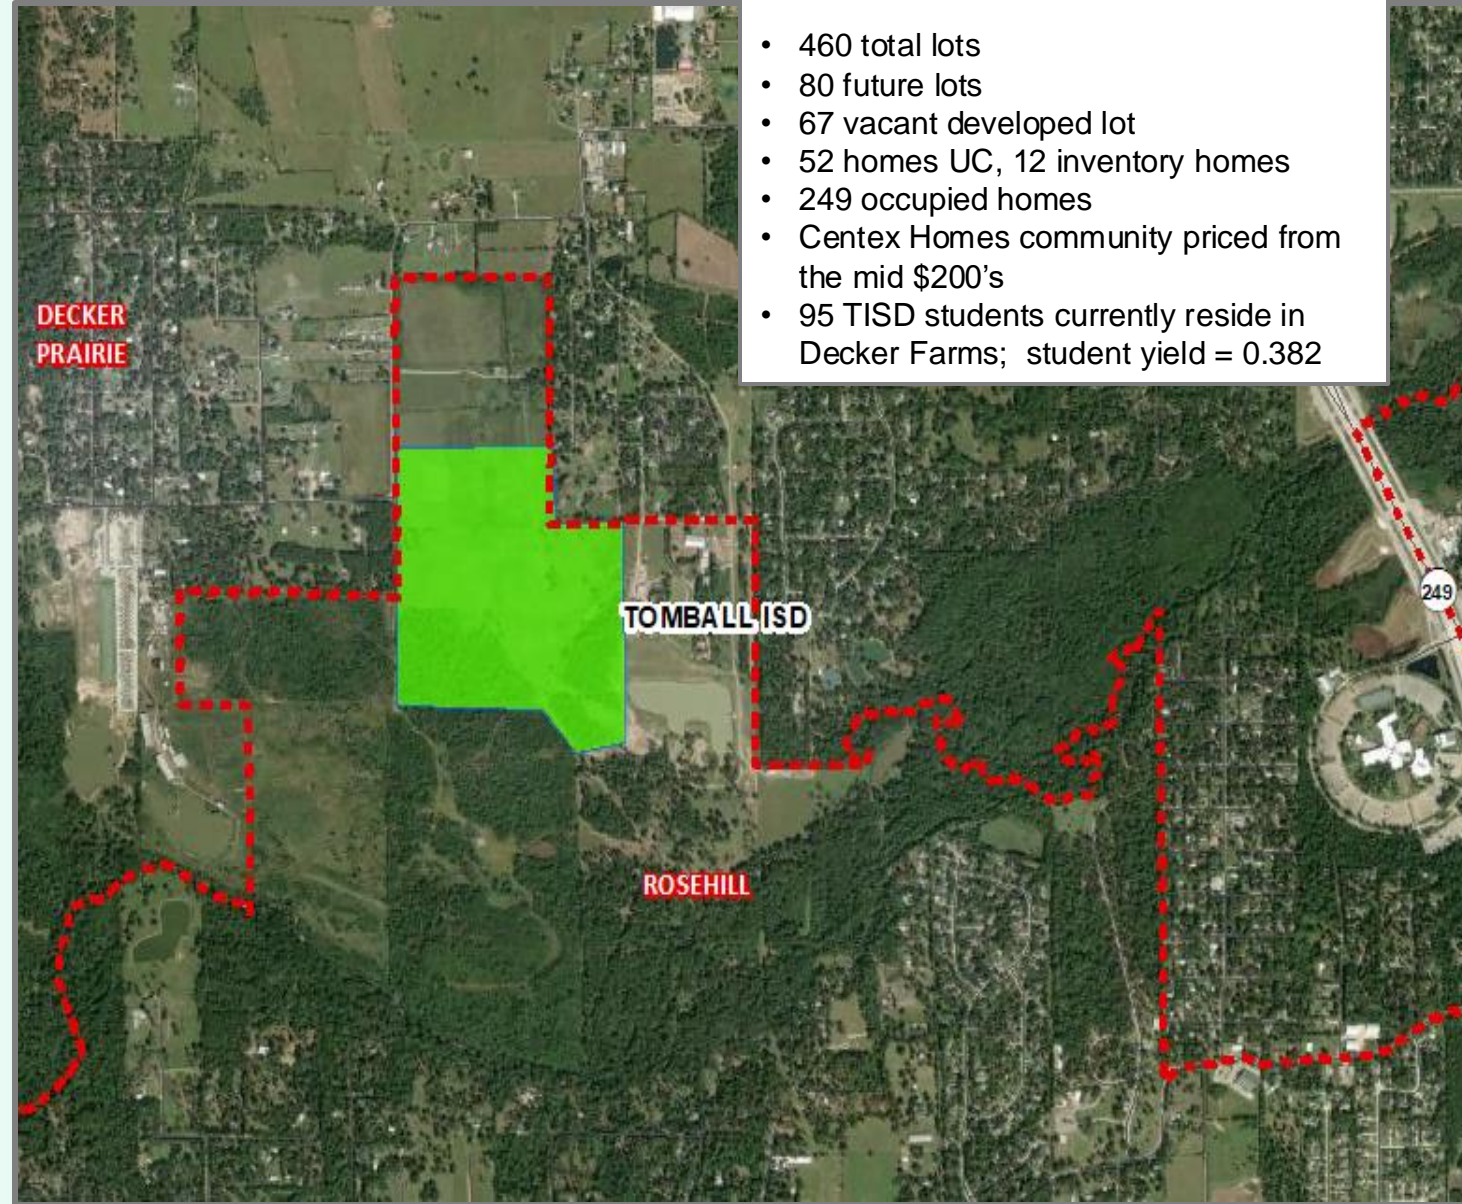 • 460 total lots
• 80 future lots
• 67 vacant developed lot
• 52 homes UC, 12 inventory homes
• 249 occupied homes
• Centex Homes community priced from
the mid $200’s
• 95 TISD students currently reside in
Decker Farms;  student yield = 0.382
DECKER
PRAIRIE
249
TOMBALL ISD
ROSEHILL